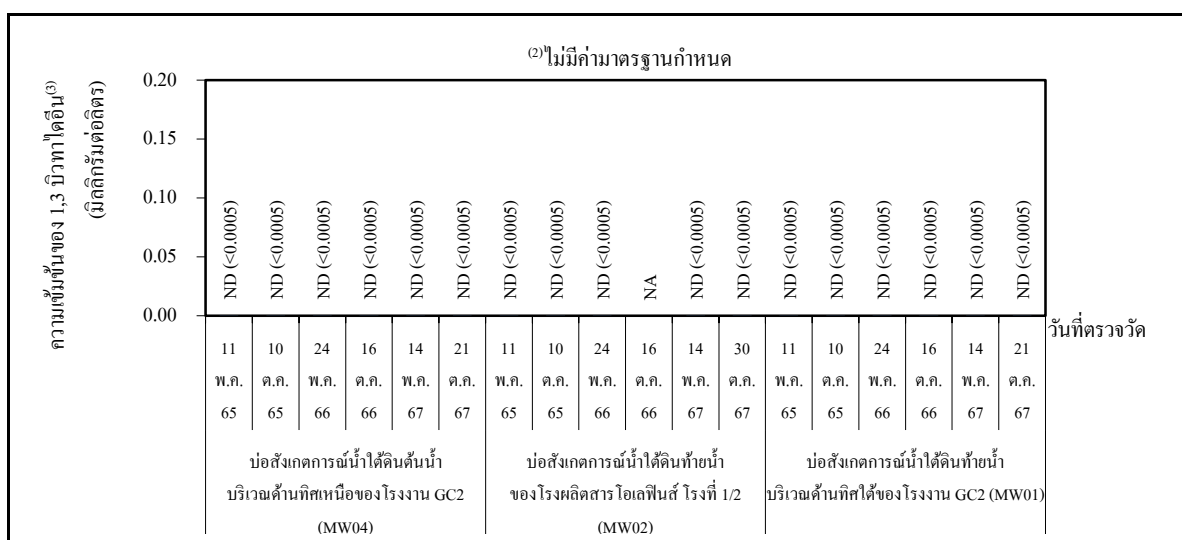 (2)ไม่มีค่ามาตรฐานกำหนด
ความเข้มข้นของ 1,3 บิวทาไดอีน(3)
(มิลลิกรัมต่อลิตร)
0.20
0.15
0.10
0.05
0.00
ND (<0.0005) ND (<0.0005) ND (<0.0005) ND (<0.0005) ND (<0.0005) ND (<0.0005) ND (<0.0005) ND (<0.0005) ND (<0.0005) NA ND (<0.0005) ND (<0.0005) ND (<0.0005) ND (<0.0005) ND (<0.0005) ND (<0.0005) ND (<0.0005) ND (<0.0005)
วันที่ตรวจวัด
11 10 24 16 14 21 11 10 24 16 14 30 11 10 24 16 14 21
พ.ค. ต.ค. พ.ค. ต.ค. พ.ค. ต.ค. พ.ค. ต.ค. พ.ค. ต.ค. พ.ค. ต.ค. พ.ค. ต.ค. พ.ค. ต.ค. พ.ค. ต.ค.
65 65 66 66 67 67 65 65 66 66 67 67 65 65 66 66 67 67
บ่อสังเกตการณ์น้ำใต้ดินต้นน้ำ
บริเวณด้านทิศเหนือของโรงงาน GC2
(MW04)
บ่อสังเกตการณ์น้ำใต้ดินท้ายน้ำ
ของโรงผลิตสารโอเลฟินส์ โรงที่ 1/2
(MW02)
บ่อสังเกตการณ์น้ำใต้ดินท้ายน้ำ
บริเวณด้านทิศใต้ของโรงงาน GC2 (MW01)